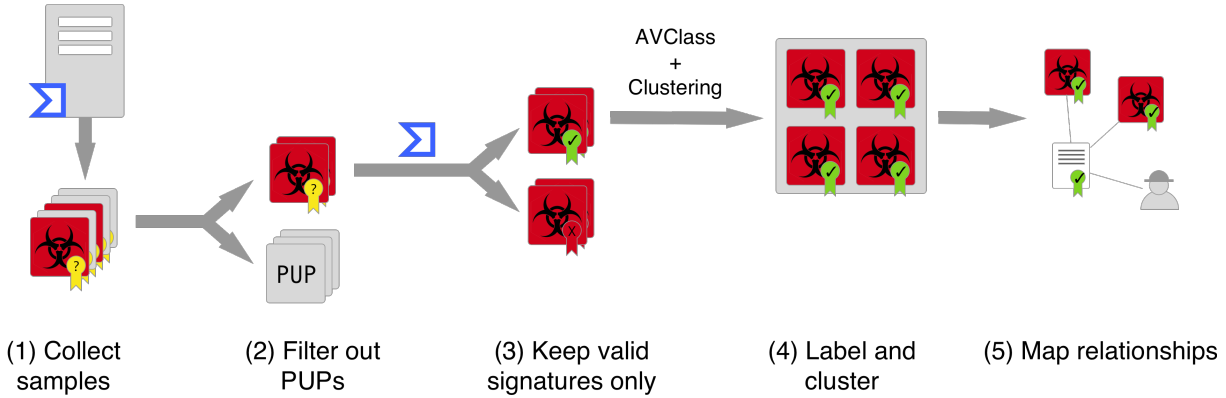 AVClass
+
Clustering
?
?
PUP
X
(1) Collect
samples
(2) Filter out
PUPs
(3) Keep valid
signatures only
(4) Label and
cluster
(5) Map relationships